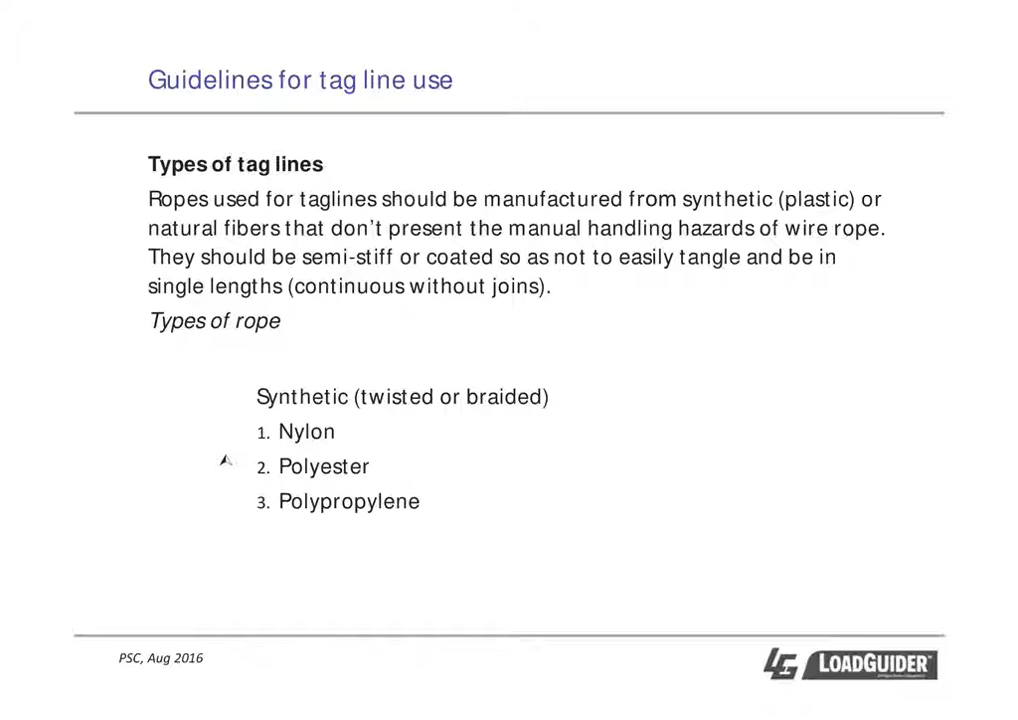 Guidelines for tag line use
Types of tag lines
Ropes used for taglines should be manufactured from synthetic (plastic) or
natural fibers that don't present the manual handling hazards of wire rope.
They should be semi-stiff or coated so as not to easily tangle and be in
single lengths (continuous without joins).
Types of rope
Synthetic (twisted or braided)
1. Nylon
2. Polyester
3. Polypropylene
PSC, Aug 2016
LG LOADGUIDER™